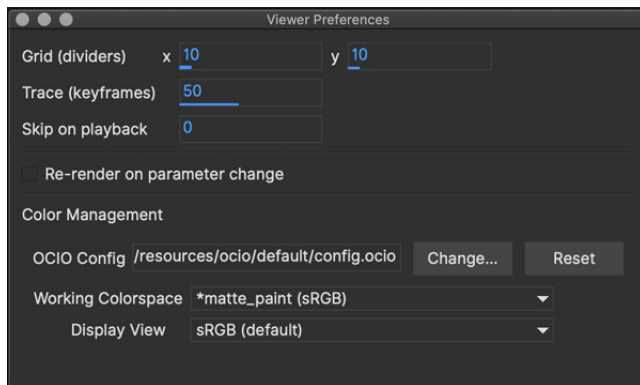 Viewer Preferences
Grid (dividers) x 10 y 10
Trace (keyframes) 50
Skip on playback 0
Re-render on parameter change
Color Management
OCIO Config /resources/ocio/default/config.ocio Change... Reset
Working Colorspace *matte_paint (sRGB)
Display View sRGB (default)